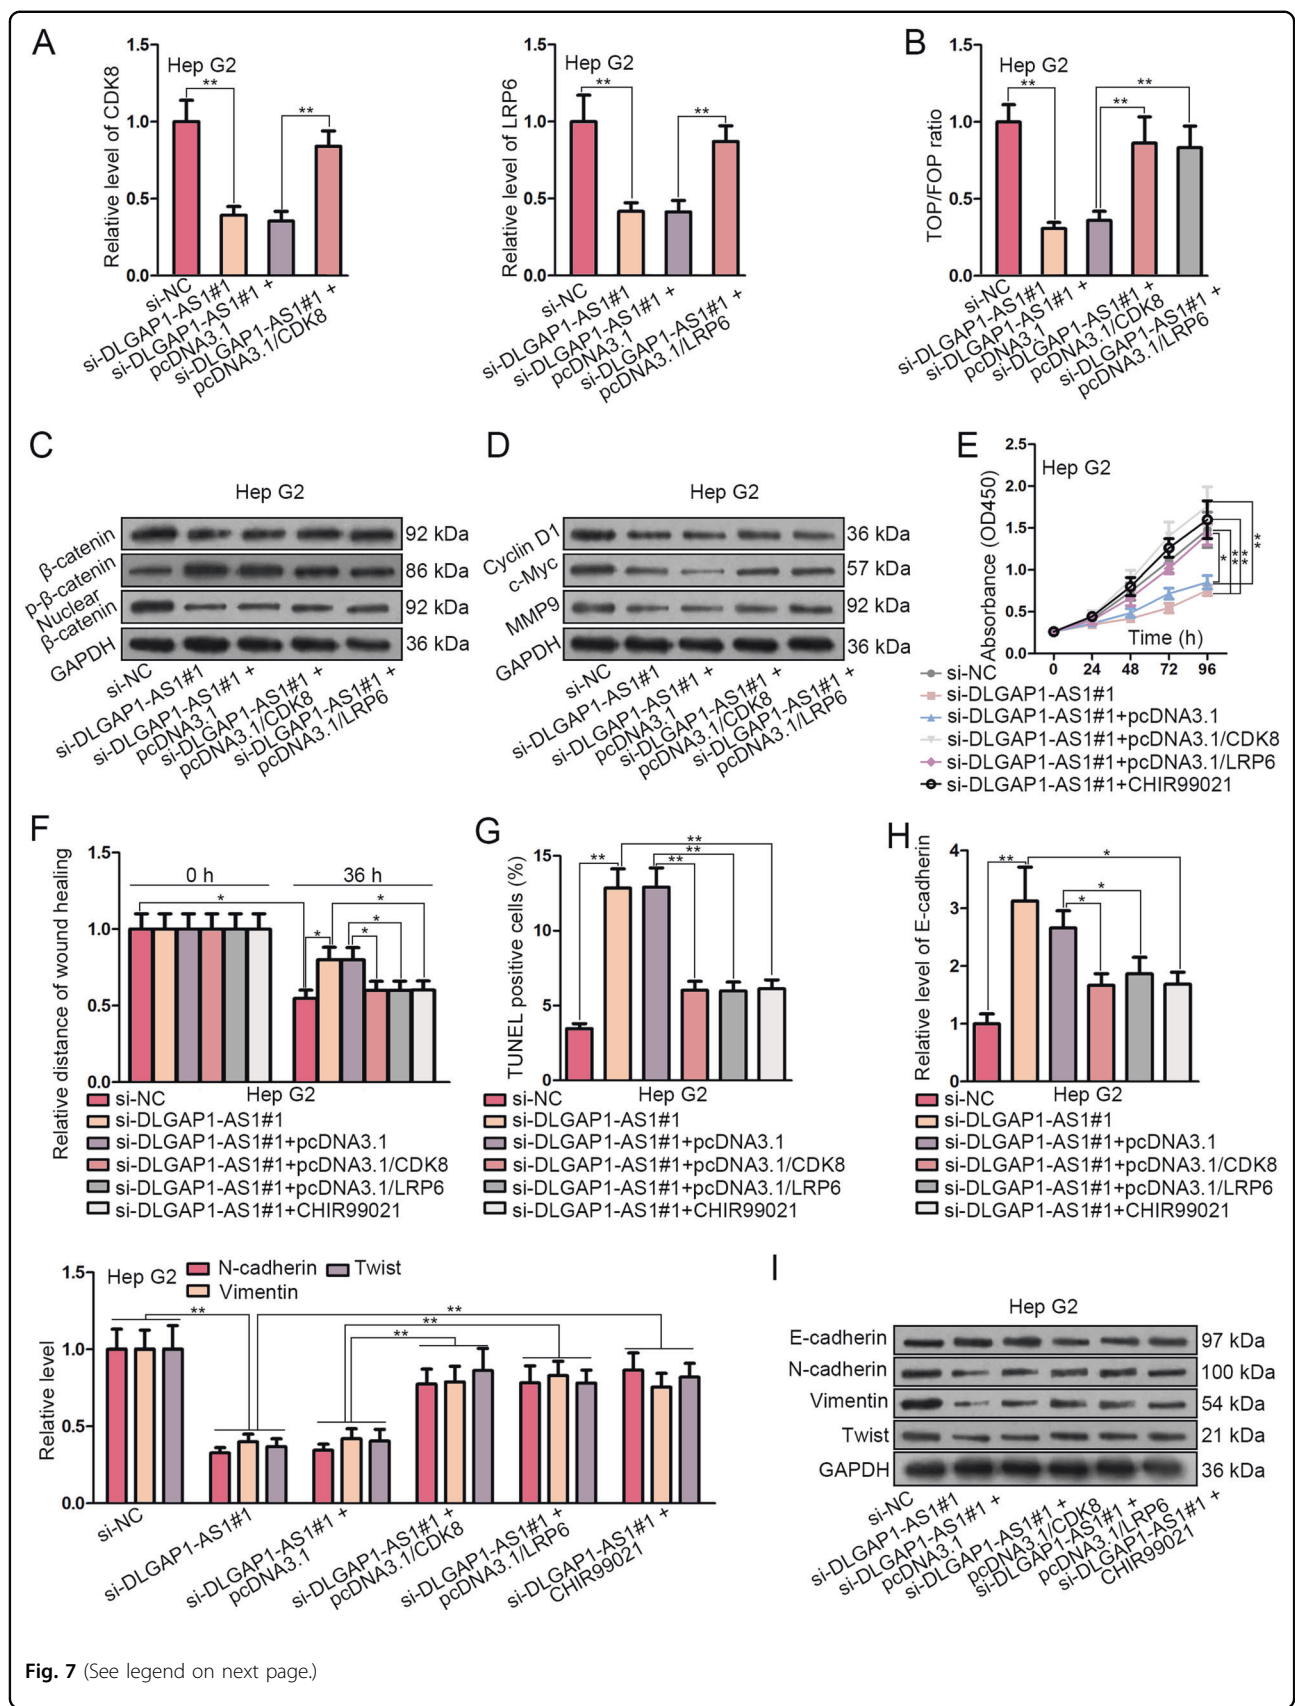 A
1.5
1.0
0.5
0.0
Relative level of CDK8
Hep G2
**
**
si-NC
si-DLGAP1-AS1#1
si-DLGAP1-AS1#1 +
pcDNA3.1
si-DLGAP1-AS1#1 +
pcDNA3.1/CDK8
1.5
1.0
0.5
0.0
Relative level of LRP6
Hep G2
**
**
si-NC
si-DLGAP1-AS1#1
si-DLGAP1-AS1#1 +
pcDNA3.1
si-DLGAP1-AS1#1 +
pcDNA3.1/LRP6
B
1.5
1.0
0.5
0.0
TOP/FOP ratio
Hep G2
**
**
**
si-NC
si-DLGAP1-AS1#1
si-DLGAP1-AS1#1 +
pcDNA3.1
si-DLGAP1-AS1#1 +
pcDNA3.1/CDK8
si-DLGAP1-AS1#1 +
pcDNA3.1/LRP6
C
Hep G2
β-catenin
92 kDa
p-β-catenin
86 kDa
Nuclear
β-catenin
92 kDa
GAPDH
36 kDa
si-NC
si-DLGAP1-AS1#1
si-DLGAP1-AS1#1 +
pcDNA3.1
si-DLGAP1-AS1#1 +
pcDNA3.1/CDK8
si-DLGAP1-AS1#1 +
pcDNA3.1/LRP6
D
Hep G2
Cyclin D1
36 kDa
c-Myc
57 kDa
MMP9
92 kDa
GAPDH
36 kDa
si-NC
si-DLGAP1-AS1#1
si-DLGAP1-AS1#1 +
pcDNA3.1
si-DLGAP1-AS1#1 +
pcDNA3.1/CDK8
si-DLGAP1-AS1#1 +
pcDNA3.1/LRP6
E
2.5
2.0
1.5
1.0
0.5
0.0
Absorbance (OD450)
Hep G2
*
**
**
**
Time (h)
0 24 48 72 96
si-NC
si-DLGAP1-AS1#1
si-DLGAP1-AS1#1+pcDNA3.1
si-DLGAP1-AS1#1+pcDNA3.1/CDK8
si-DLGAP1-AS1#1+pcDNA3.1/LRP6
si-DLGAP1-AS1#1+CHIR99021
F
1.5
1.0
0.5
0.0
Relative distance of wound healing
0 h
36 h
*
*
*
*
*
Hep G2
si-NC
si-DLGAP1-AS1#1
si-DLGAP1-AS1#1+pcDNA3.1
si-DLGAP1-AS1#1+pcDNA3.1/CDK8
si-DLGAP1-AS1#1+pcDNA3.1/LRP6
si-DLGAP1-AS1#1+CHIR99021
G
15
10
5
0
TUNEL positive cells (%)
**
**
**
**
Hep G2
si-NC
si-DLGAP1-AS1#1
si-DLGAP1-AS1#1+pcDNA3.1
si-DLGAP1-AS1#1+pcDNA3.1/CDK8
si-DLGAP1-AS1#1+pcDNA3.1/LRP6
si-DLGAP1-AS1#1+CHIR99021
H
4
3
2
1
0
Relative level of E-cadherin
**
*
*
*
Hep G2
si-NC
si-DLGAP1-AS1#1
si-DLGAP1-AS1#1+pcDNA3.1
si-DLGAP1-AS1#1+pcDNA3.1/CDK8
si-DLGAP1-AS1#1+pcDNA3.1/LRP6
si-DLGAP1-AS1#1+CHIR99021
1.5
1.0
0.5
0.0
Relative level
Hep G2
N-cadherin
Twist
Vimentin
**
**
**
**
si-NC
si-DLGAP1-AS1#1
si-DLGAP1-AS1#1 +
pcDNA3.1
si-DLGAP1-AS1#1 +
pcDNA3.1/CDK8
si-DLGAP1-AS1#1 +
pcDNA3.1/LRP6
si-DLGAP1-AS1#1 +
CHIR99021
I
Hep G2
E-cadherin
97 kDa
N-cadherin
100 kDa
Vimentin
54 kDa
Twist
21 kDa
GAPDH
36 kDa
si-NC
si-DLGAP1-AS1#1
si-DLGAP1-AS1#1 +
pcDNA3.1
si-DLGAP1-AS1#1 +
pcDNA3.1/CDK8
si-DLGAP1-AS1#1 +
pcDNA3.1/LRP6
si-DLGAP1-AS1#1 +
CHIR99021
Fig. 7 (See legend on next page.)